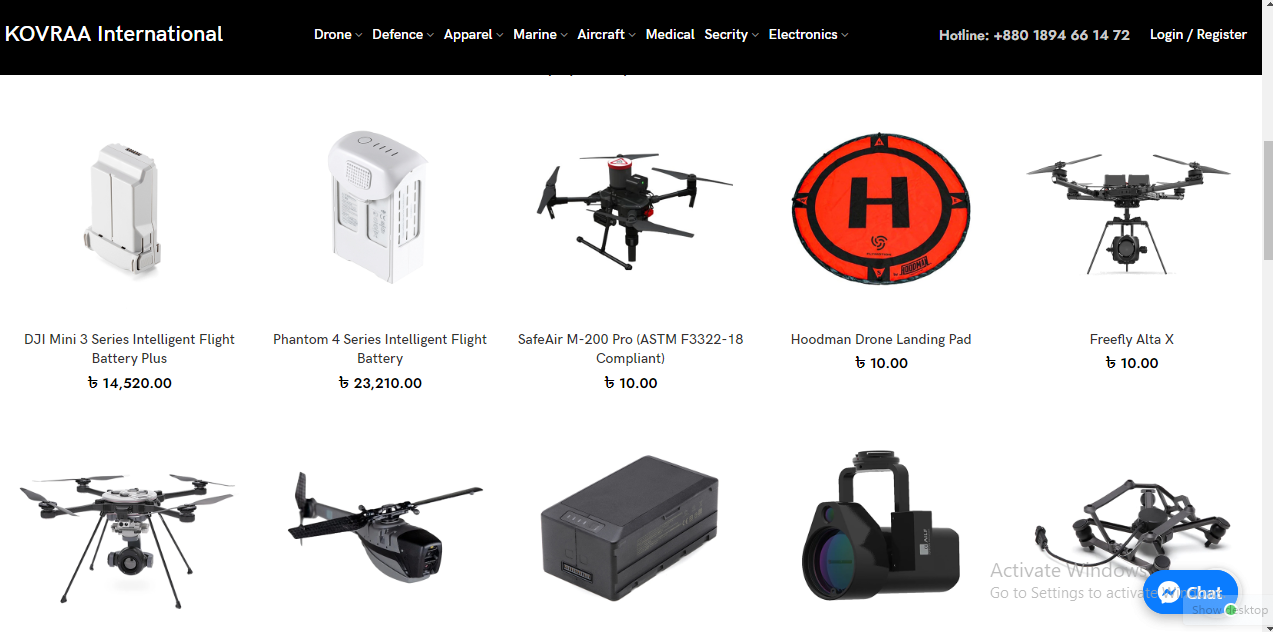 KOVRAA International
Drone Defence Apparel Marine Aircraft Medical Secrity Electronics
Hotline: +880 1894 66 14 72
Login / Register
H
HOODMAN
DJI Mini 3 Series Intelligent Flight
Battery Plus
৳ 14,520.00
Phantom 4 Series Intelligent Flight
Battery
৳ 23,210.00
SafeAir M-200 Pro (ASTM F3322-18
Compliant)
৳ 10.00
Hoodman Drone Landing Pad
৳ 10.00
Freefly Alta X
৳ 10.00
Activate Windows
Go to Settings to activate
Chat
Show desktop